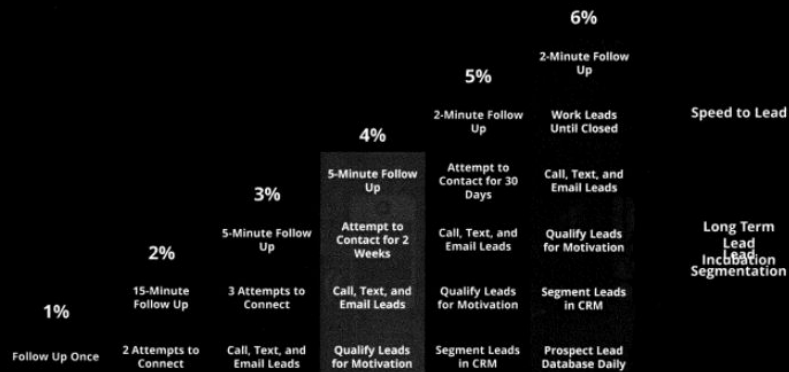 6%
2-Minute Follow
Up
5%
2-Minute Follow
Up
Work Leads
Until Closed
Speed to Lead
4%
5-Minute Follow
Up
Attempt to
Contact for 30
Days
Call, Text, and
Email Leads
3%
5-Minute Follow
Up
Attempt to
Contact for 2
Weeks
Call, Text, and
Email Leads
Qualify Leads
for Motivation
Long Term
Lead
Incubation
Lead
Segmentation
2%
15-Minute
Follow Up
3 Attempts to
Connect
Call, Text, and
Email Leads
Qualify Leads
for Motivation
Segment Leads
in CRM
1%
Follow Up Once
2 Attempts to
Connect
Call, Text, and
Email Leads
Qualify Leads
for Motivation
Segment Leads
in CRM
Prospect Lead
Database Daily